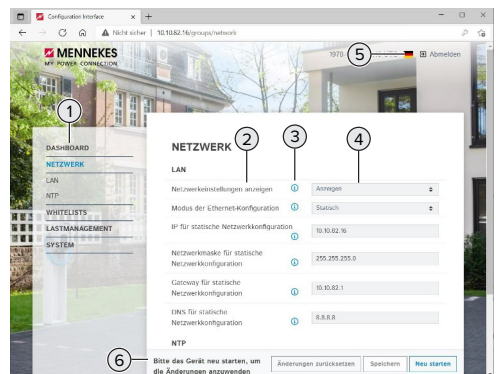 Configuration Interface
Nicht sicher | 10.10.82.16/groups/network
MENNEKES
MY POWER CONNECTION
1970-
5
Abmelden
1
DASHBOARD
NETZWERK
LAN
NTP
WHITELISTS
LASTMANAGEMENT
SYSTEM
NETZWERK
2
3
4
LAN
Netzwerkeinstellungen anzeigen
Anzeigen
Modus der Ethernet-Konfiguration
Statisch
IP für statische Netzwerkkonfiguration
10.10.82.16
Netzwerkmaske für statische
Netzwerkkonfiguration
255.255.255.0
Gateway für statische
Netzwerkkonfiguration
10.10.82.1
DNS für statische
Netzwerkkonfiguration
8.8.8.8
NTP
6
Bitte das Gerät neu starten, um
die Änderungen anzuwenden
Änderungen zurücksetzen
Speichern
Neu starten